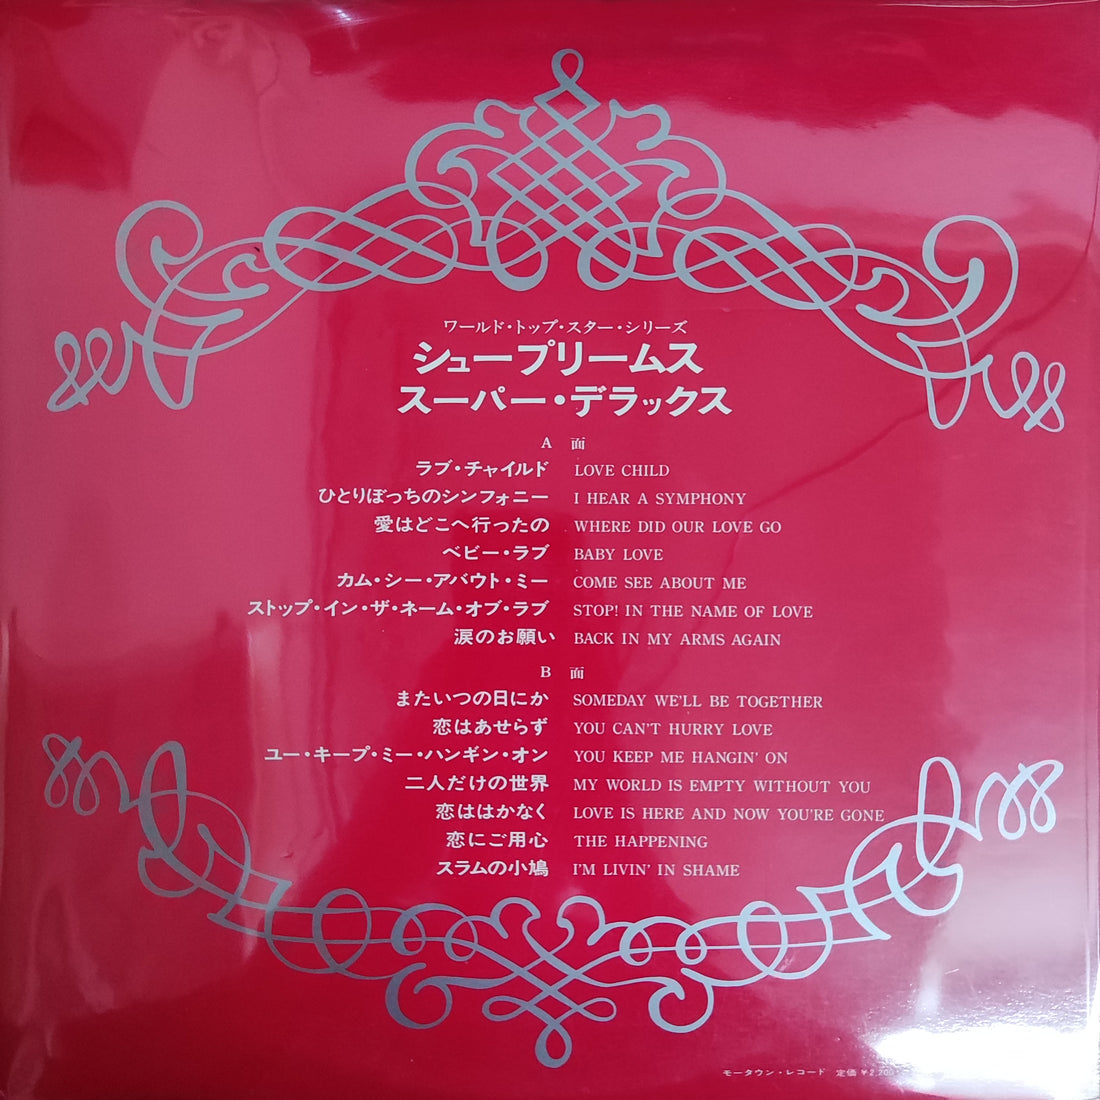 ワールド・トップ・スター・シリーズ
シュープリームス
スーパー・デラックス
A 面
ラブ・チャイルド LOVE CHILD
ひとりぼっちのシンフォニー I HEAR A SYMPHONY
愛はどこへ行ったの WHERE DID OUR LOVE GO
ベビー・ラブ BABY LOVE
カム・シー・アバウト・ミー COME SEE ABOUT ME
ストップ・イン・ザ・ネーム・オブ・ラブ STOP! IN THE NAME OF LOVE
涙のお願い BACK IN MY ARMS AGAIN
B 面
またいつの日にか SOMEDAY WE'LL BE TOGETHER
恋はあせらず YOU CAN'T HURRY LOVE
ユー・キープ・ミー・ハンギン・オン YOU KEEP ME HANGIN' ON
二人だけの世界 MY WORLD IS EMPTY WITHOUT YOU
恋ははかなく LOVE IS HERE AND NOW YOU'RE GONE
恋にご用心 THE HAPPENING
スラムの小鳩 I'M LIVIN' IN SHAME
モータウン・レコード 定価 ¥2,200